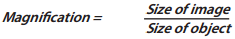 Magnification = Size of image
Size of object